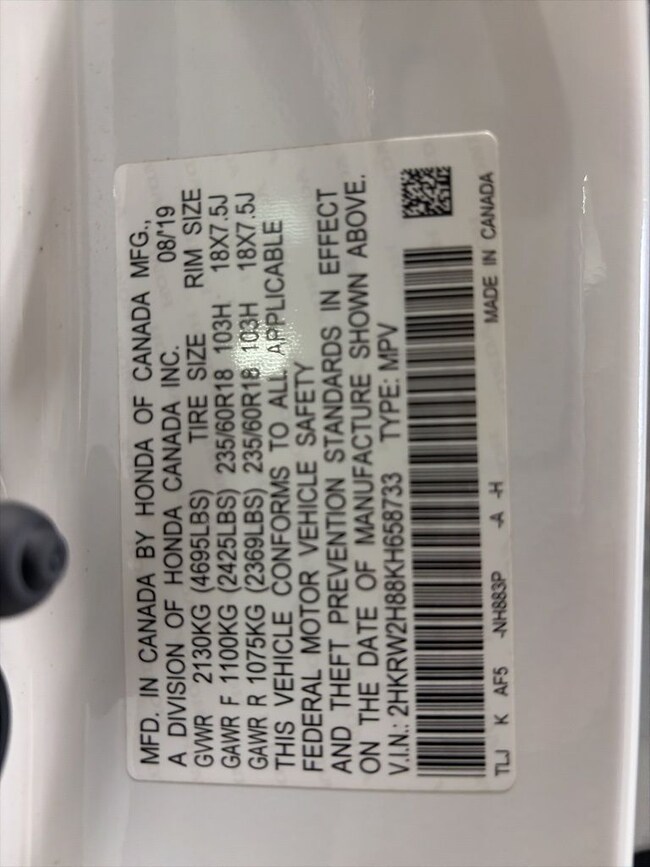 MFD. IN CANADA BY HONDA OF CANADA MFG.,
A DIVISION OF HONDA CANADA INC. 08/'19
GVWR 2130KG (4695LBS) TIRE SIZE RIM SIZE
GAWR F 1100KG (2425LBS) 235/60R18 103H 18X7.5J
GAWR R 1075KG (2369LBS) 235/60R18 103H 18X7.5J
THIS VEHICLE CONFORMS TO ALL APPLICABLE
FEDERAL MOTOR VEHICLE SAFETY
AND THEFT PREVENTION STANDARDS IN EFFECT
ON THE DATE OF MANUFACTURE SHOWN ABOVE.
V.I.N.: 2HKRW2H88KH658733 TYPE: MPV
TLJ K AF5 -NH883P -A -H MADE IN CANADA